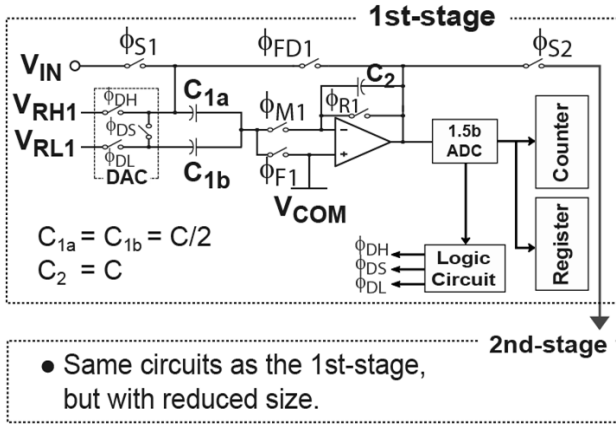 1st-stage
ϕS1
ϕFD1
ϕS2
VIN
C2
VRH1
ϕDH
C1a
ϕM1
ϕR1
ϕDS
−
VRL1
ϕDL
C1b
+
1.5b ADC
Counter
DAC
ϕF1
VCOM
Register
C1a = C1b = C/2
C2 = C
ϕDH
ϕDS
ϕDL
Logic Circuit
2nd-stage
● Same circuits as the 1st-stage,
but with reduced size.